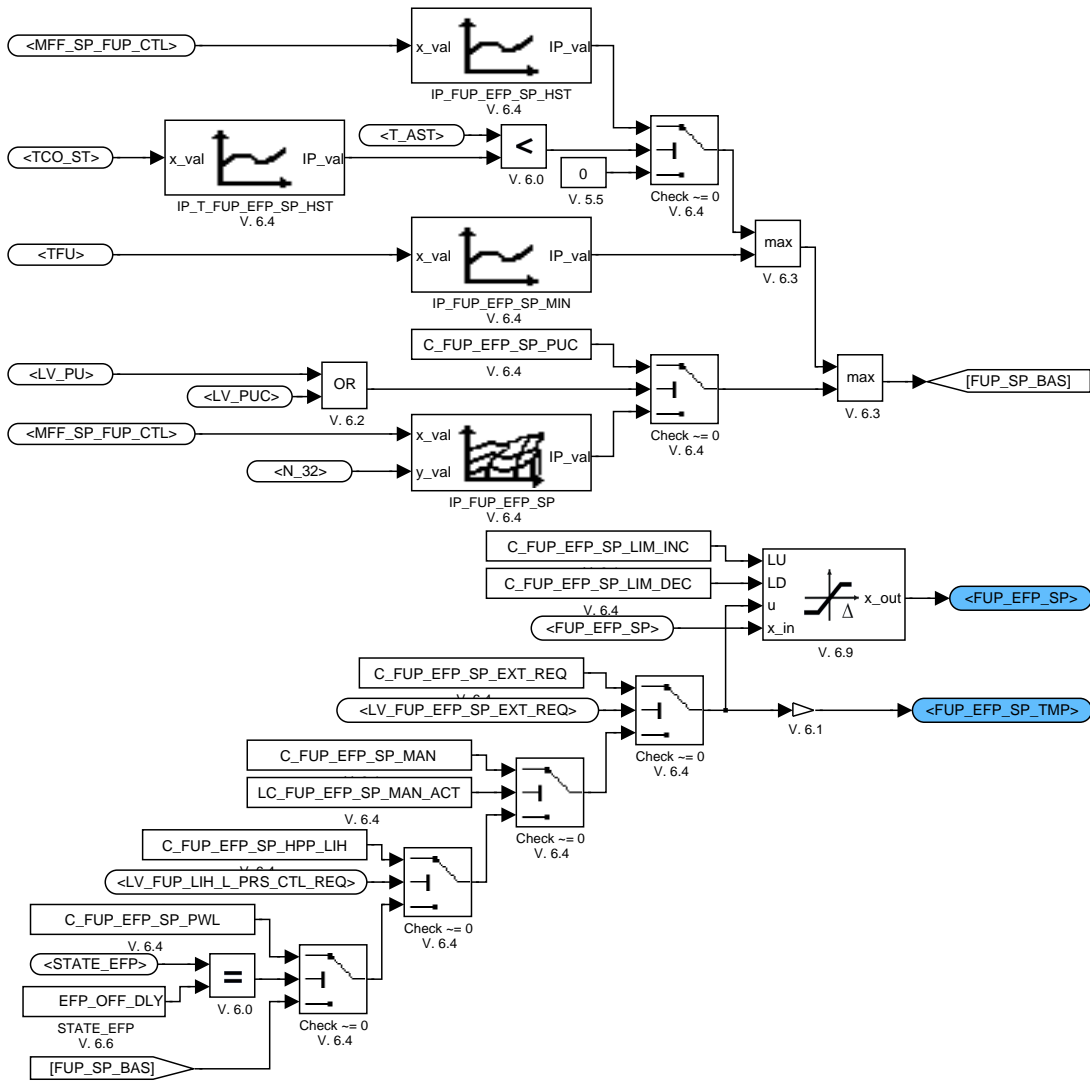 <MFF_SP_FUP_CTL>
x_val
IP_val
IP_FUP_EFP_SP_HST
V. 6.4
<T_AST>
<
V. 6.0
<TCO_ST>
x_val
IP_val
IP_T_FUP_EFP_SP_HST
V. 6.4
0
V. 5.5
Check ~= 0
V. 6.4
<TFU>
x_val
IP_val
IP_FUP_EFP_SP_MIN
V. 6.4
max
V. 6.3
C_FUP_EFP_SP_PUC
V. 6.4
<LV_PU>
<LV_PUC>
OR
V. 6.2
Check ~= 0
V. 6.4
max
V. 6.3
[FUP_SP_BAS]
<MFF_SP_FUP_CTL>
<N_32>
x_val
y_val
IP_val
IP_FUP_EFP_SP
V. 6.4
C_FUP_EFP_SP_LIM_INC
C_FUP_EFP_SP_LIM_DEC
V. 6.4
<FUP_EFP_SP>
LU
LD
u
x_in
Δ
x_out
V. 6.9
<FUP_EFP_SP>
C_FUP_EFP_SP_EXT_REQ
<LV_FUP_EFP_SP_EXT_REQ>
Check ~= 0
V. 6.4
V. 6.1
<FUP_EFP_SP_TMP>
C_FUP_EFP_SP_MAN
LC_FUP_EFP_SP_MAN_ACT
V. 6.4
Check ~= 0
V. 6.4
C_FUP_EFP_SP_HPP_LIH
<LV_FUP_LIH_L_PRS_CTL_REQ>
Check ~= 0
V. 6.4
C_FUP_EFP_SP_PWL
V. 6.4
<STATE_EFP>
EFP_OFF_DLY
STATE_EFP
V. 6.6
=
V. 6.0
Check ~= 0
V. 6.4
[FUP_SP_BAS]